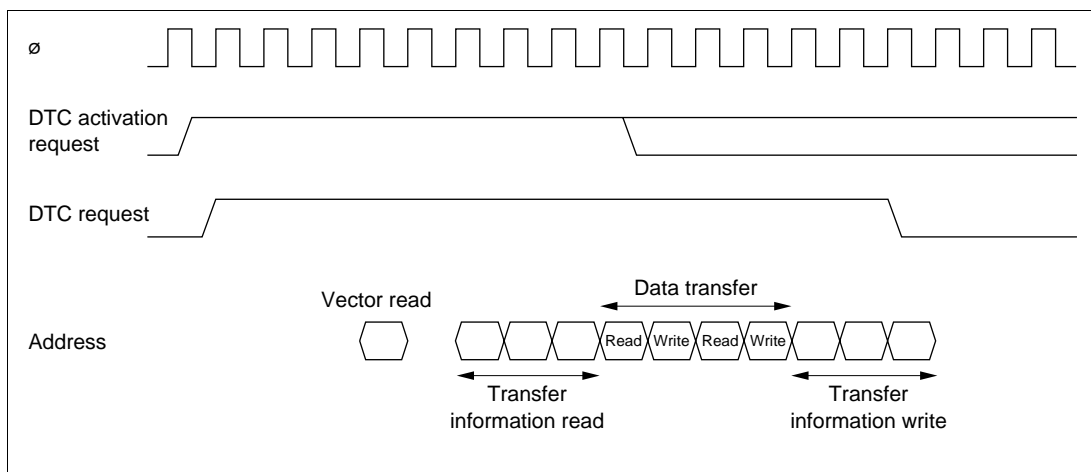 ø
DTC activation
request
DTC request
Data transfer
Vector read
Address
Read Write Read Write
Transfer
information read
Transfer
information write